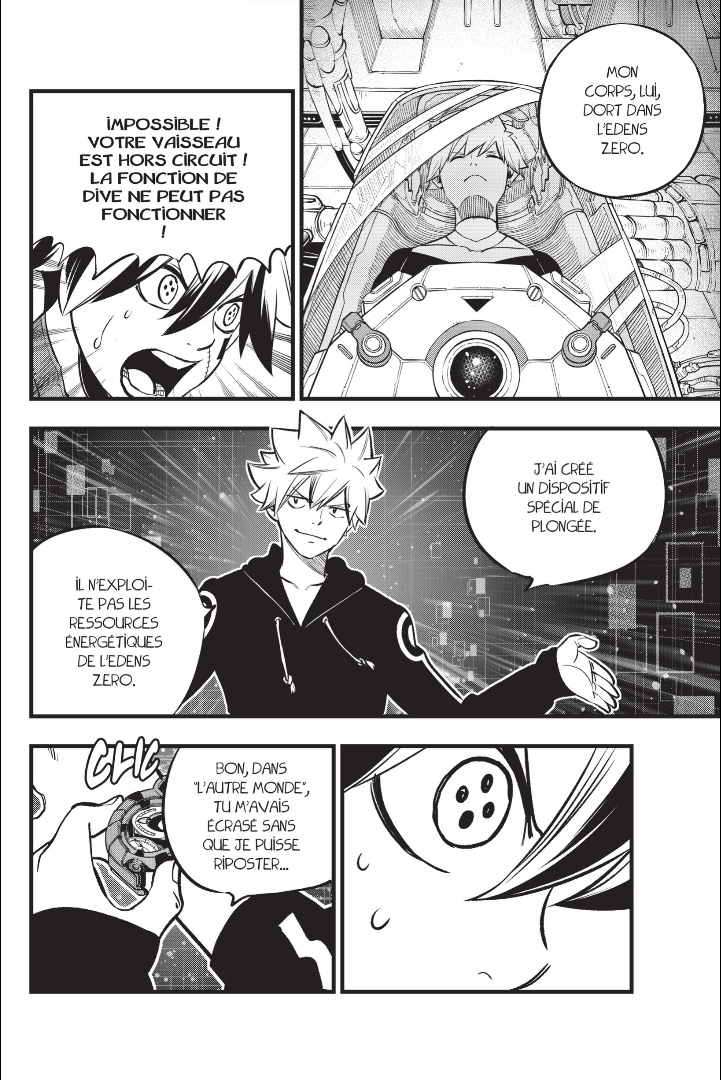 MON
CORPS, LUI,
DORT DANS
L'EDENS
ZERO.
IMPOSSIBLE !
VOTRE VAISSEAU
EST HORS CIRCUIT !
LA FONCTION DE
DIVE NE PEUT PAS
FONCTIONNER
!
J'AI CRÉÉ
UN DISPOSITIF
SPÉCIAL DE
PLONGÉE.
IL N'EXPLOI-
TE PAS LES
RESSOURCES
ÉNERGÉTIQUES
DE L'EDENS
ZERO.
BON, DANS
"L'AUTRE MONDE",
TU M'AVAIS
ÉCRASÉ SANS
QUE JE PUISSE
RIPOSTER...
CLIC